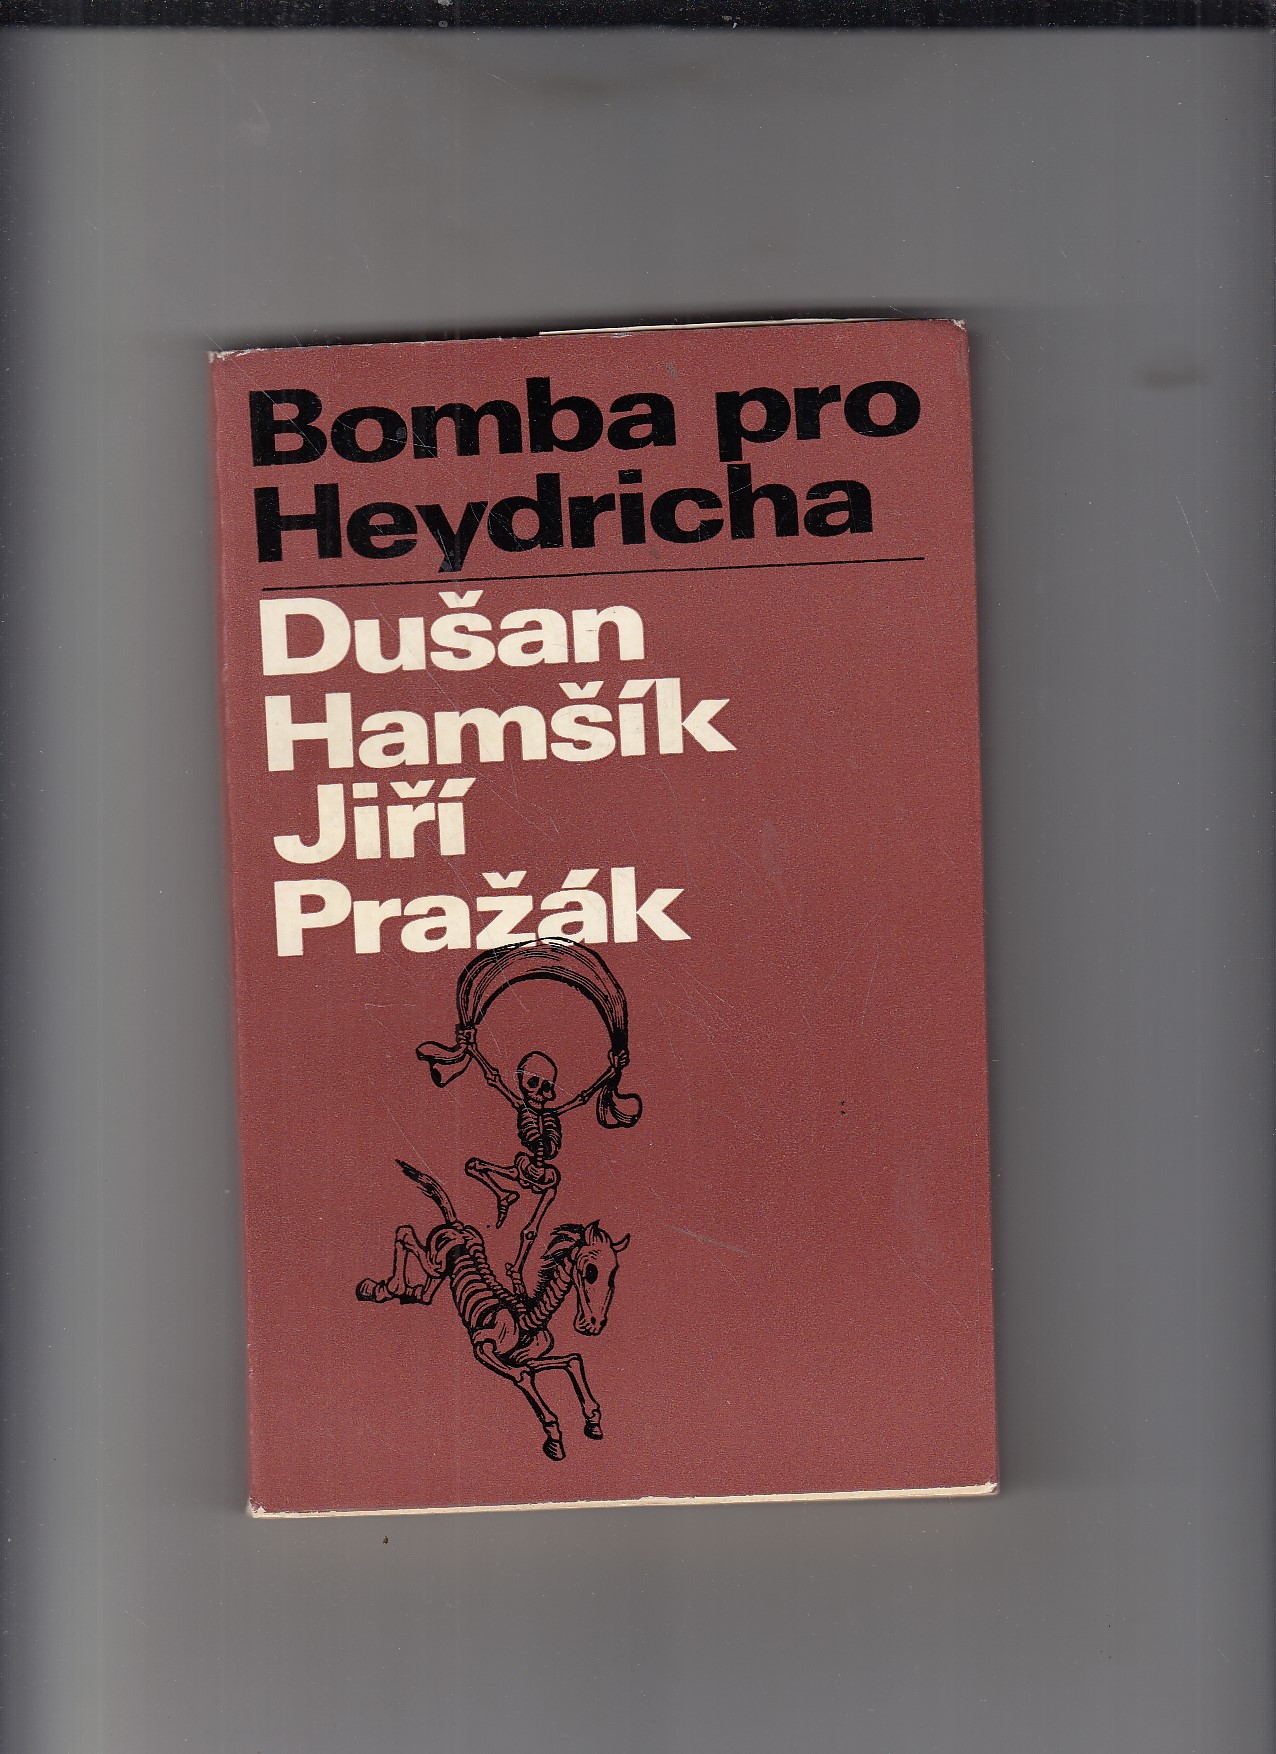 Bomba pro
Heydricha
Dušan
Hamšík
Jiří
Pražák